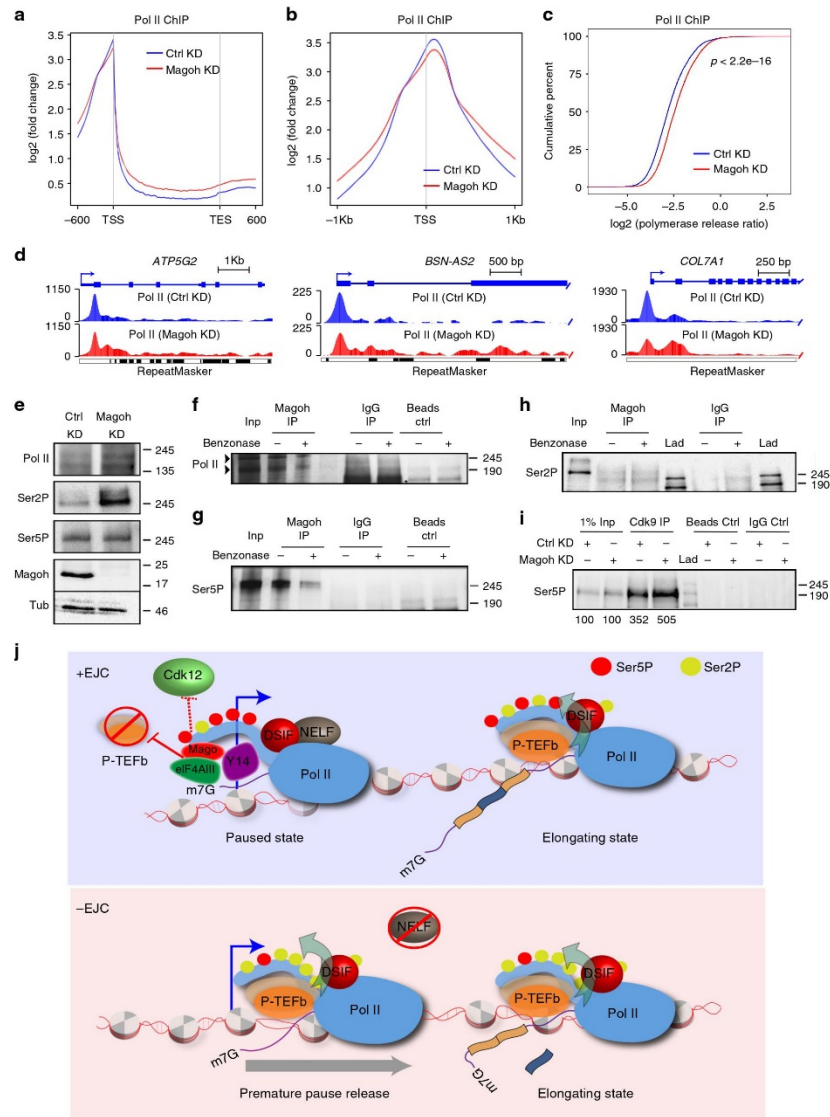 a
Pol II ChIP
log2 (fold change)
3.5
3.0
2.5
2.0
1.5
1.0
0.5
Ctrl KD
Magoh KD
−600
TSS
TES
600
b
Pol II ChIP
log2 (fold change)
3.5
3.0
2.5
2.0
1.5
1.0
Ctrl KD
Magoh KD
−1Kb
TSS
1Kb
c
Pol II ChIP
Cumulative percent
100
75
50
25
0
p < 2.2e−16
Ctrl KD
Magoh KD
−5.0
−2.5
0.0
2.5
log2 (polymerase release ratio)
d
ATP5G2
1Kb
1150
Pol II (Ctrl KD)
0
1150
Pol II (Magoh KD)
0
RepeatMasker
BSN-AS2
500 bp
225
Pol II (Ctrl KD)
0
225
Pol II (Magoh KD)
0
RepeatMasker
COL7A1
250 bp
1930
Pol II (Ctrl KD)
0
1930
Pol II (Magoh KD)
0
RepeatMasker
e
Ctrl KD
Magoh KD
Pol II
245
135
Ser2P
245
Ser5P
245
Magoh
25
17
Tub
46
f
Inp
Magoh IP
IgG IP
Beads ctrl
Benzonase − + − + − +
Pol II
245
190
g
Inp
Magoh IP
IgG IP
Beads ctrl
Benzonase − + − + − +
Ser5P
245
190
h
Inp
Magoh IP
IgG IP
Benzonase − + Lad − + Lad
Ser2P
245
190
i
1% Inp
Cdk9 IP
Beads Ctrl
IgG Ctrl
Ctrl KD + − + − + − + −
Magoh KD − + − + Lad − + − +
Ser5P
245
190
100 100 352 505
j
+EJC
Cdk12
Ser5P
Ser2P
P-TEFb
Mago
eIF4AIII
Y14
m7G
DSIF
NELF
Pol II
Paused state
P-TEFb
DSIF
Pol II
m7G
Elongating state
−EJC
NELF
P-TEFb
DSIF
Pol II
m7G
Premature pause release
P-TEFb
DSIF
Pol II
m7G
Elongating state